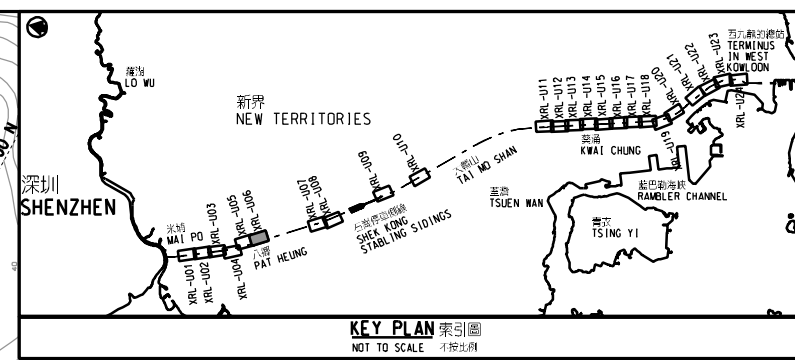 羅湖
LO WU
新界
NEW TERRITORIES
深圳
SHENZHEN
米埔
MAI PO
XRL-U01
XRL-U02
XRL-U03
XRL-U04
XRL-U05
XRL-U06
八鄉
PAT HEUNG
XRL-U07
XRL-U08
XRL-U09
XRL-U10
石崗停車側線
SHEK KONG
STABLING SIDINGS
大帽山
TAI MO SHAN
XRL-U11
XRL-U12
XRL-U13
XRL-U14
XRL-U15
XRL-U16
XRL-U17
XRL-U18
XRL-U19
XRL-U20
XRL-U21
XRL-U22
XRL-U23
XRL-U24
西九龍的總站
TERMINUS
IN WEST
KOWLOON
葵涌
KWAI CHUNG
荃灣
TSUEN WAN
藍巴勒海峽
RAMBLER CHANNEL
青衣
TSING YI
40
KEY PLAN 索引圖
NOT TO SCALE 不按比例